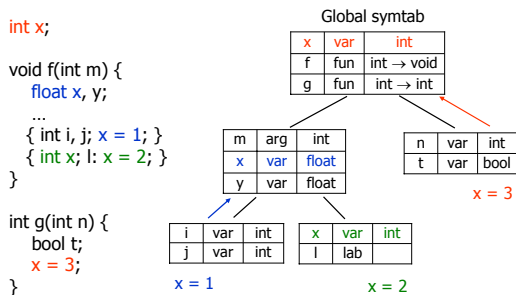 int x;
void f(int m) {
float x, y;
...
{ int i, j; x = 1; }
{ int x; l: x = 2; }
}
int g(int n) {
bool t;
x = 3;
}
Global symtab
x var int
f fun int → void
g fun int → int
m arg int
x var float
y var float
n var int
t var bool
x = 3
i var int
j var int
x var int
l lab
x = 1
x = 2